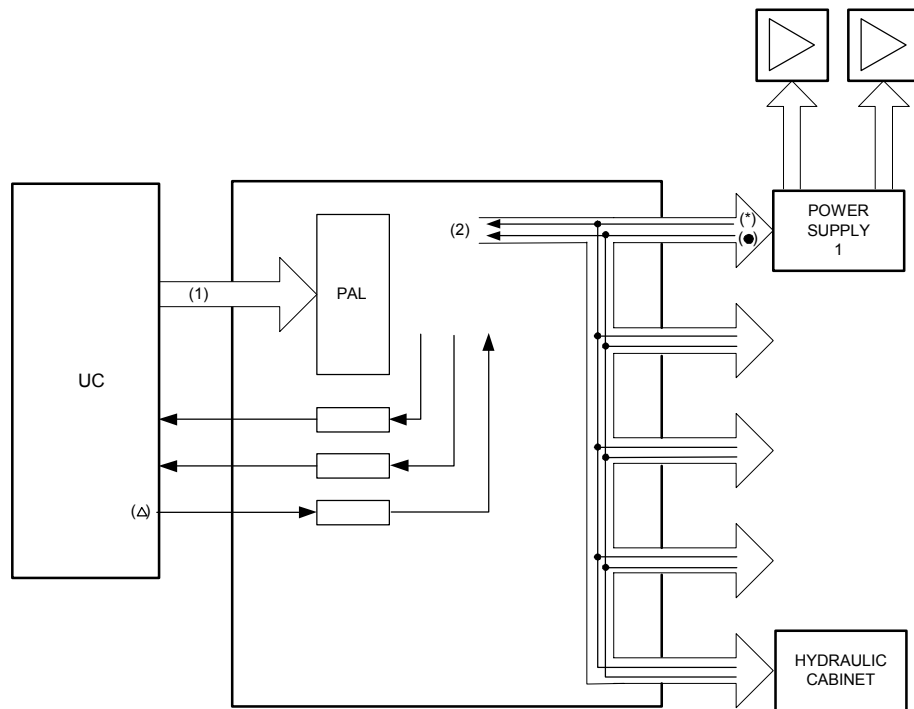 (2)
(*)
(●)
POWER
SUPPLY
1
(1)
PAL
UC
(△)
HYDRAULIC
CABINET